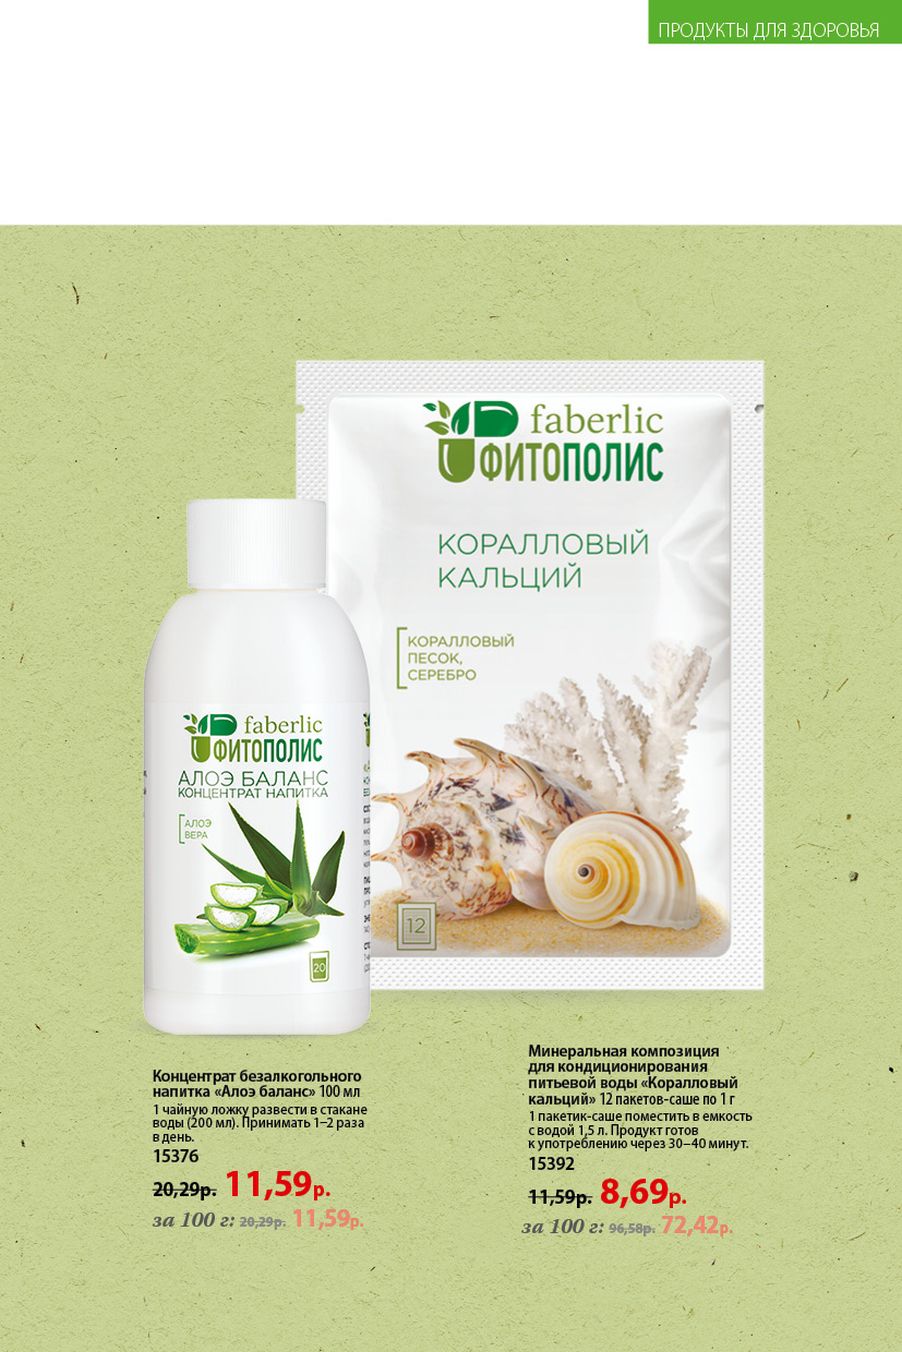 ПРОДУКТЫ ДЛЯ ЗДОРОВЬЯ
faberlic
ФИТОПОЛИС
КОРАЛЛОВЫЙ
КАЛЬЦИЙ
КОРАЛЛОВЫЙ
ПЕСОК,
СЕРЕБРО
12
faberlic
ФИТОПОЛИС
АЛОЭ БАЛАНС
КОНЦЕНТРАТ НАПИТКА
АЛОЭ
ВЕРА
20
Концентрат безалкогольного
напитка «Алоэ баланс» 100 мл
1 чайную ложку развести в стакане
воды (200 мл). Принимать 1–2 раза
в день.
15376
20,29р. 11,59р.
за 100 г: 20,29р. 11,59р.
Минеральная композиция
для кондиционирования
питьевой воды «Коралловый
кальций» 12 пакетов-саше по 1 г
1 пакетик-саше поместить в емкость
с водой 1,5 л. Продукт готов
к употреблению через 30–40 минут.
15392
11,59р. 8,69р.
за 100 г: 96,58р. 72,42р.